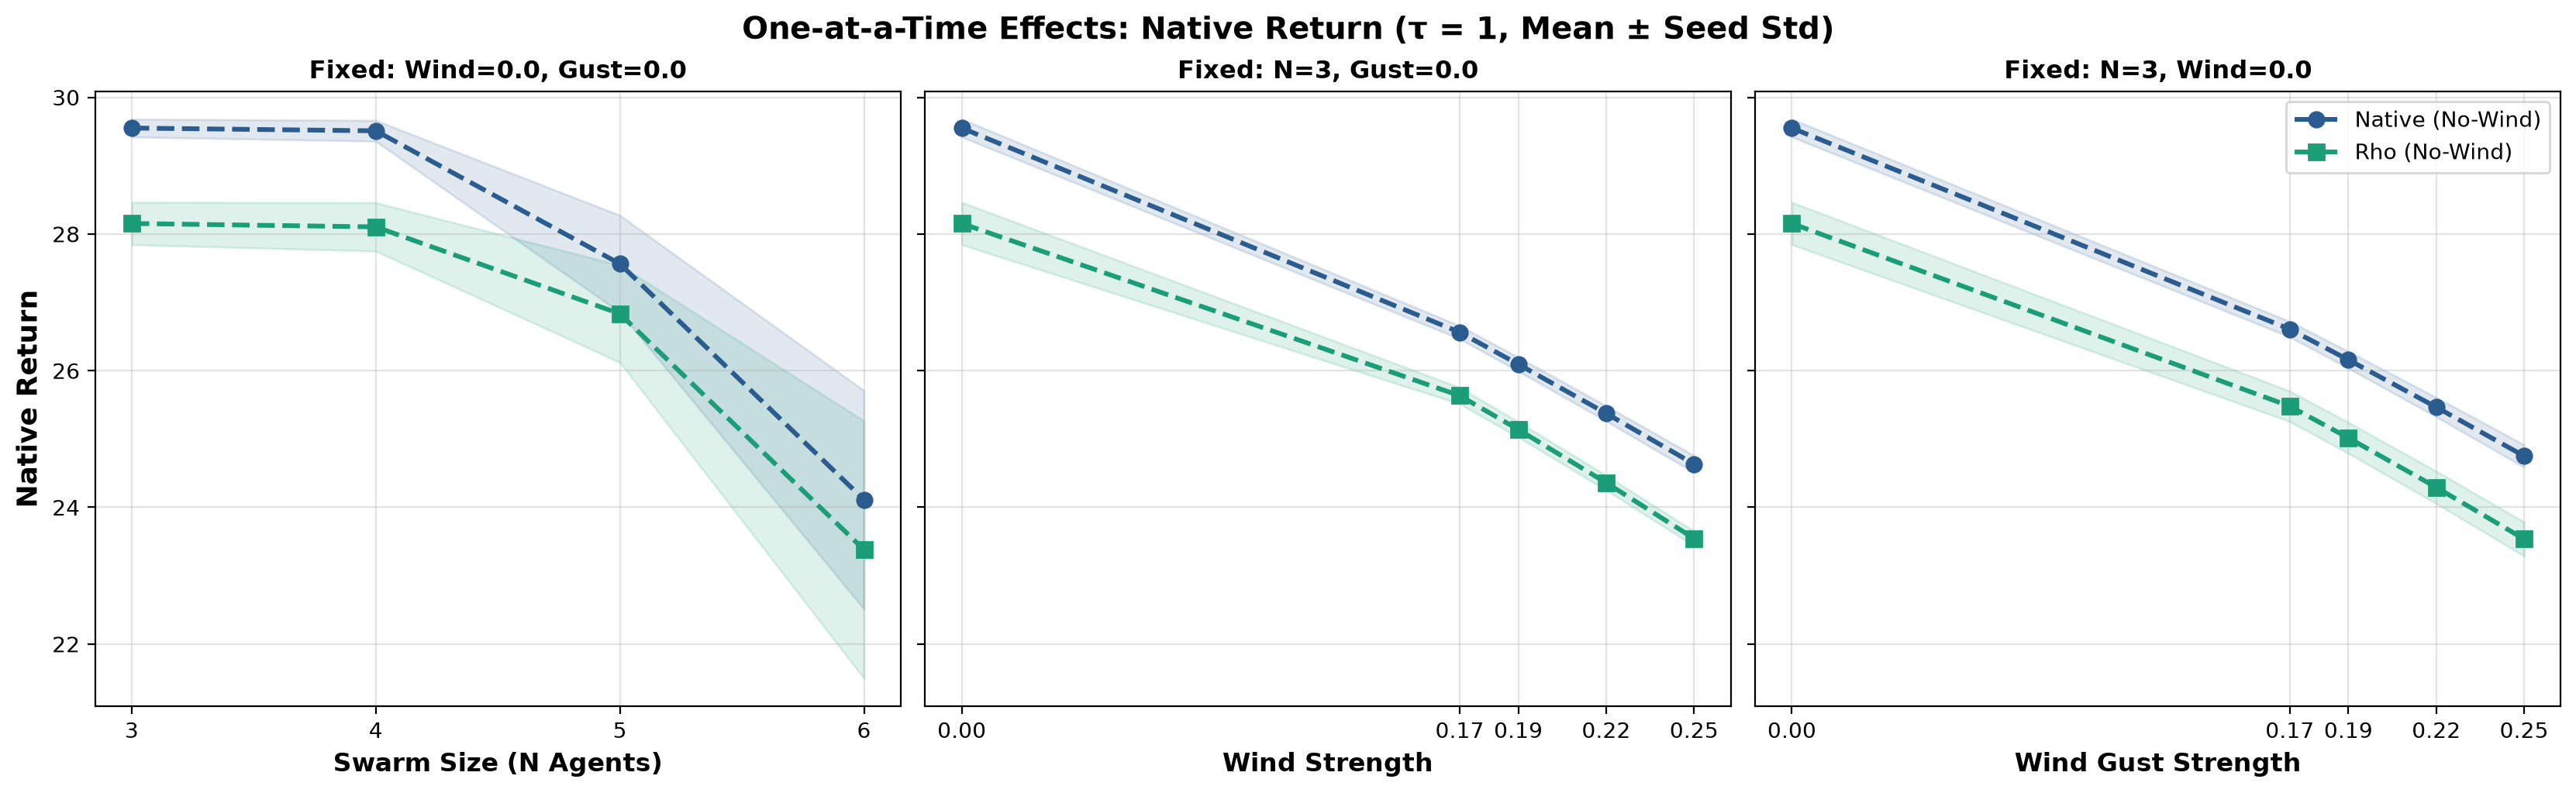 One-at-a-Time Effects: Native Return (τ = 1, Mean ± Seed Std)
Fixed: Wind=0.0, Gust=0.0
Fixed: N=3, Gust=0.0
Fixed: N=3, Wind=0.0
Native Return
30
28
26
24
22
3 4 5 6
Swarm Size (N Agents)
0.00 0.17 0.19 0.22 0.25
Wind Strength
Native (No-Wind)
Rho (No-Wind)
0.00 0.17 0.19 0.22 0.25
Wind Gust Strength